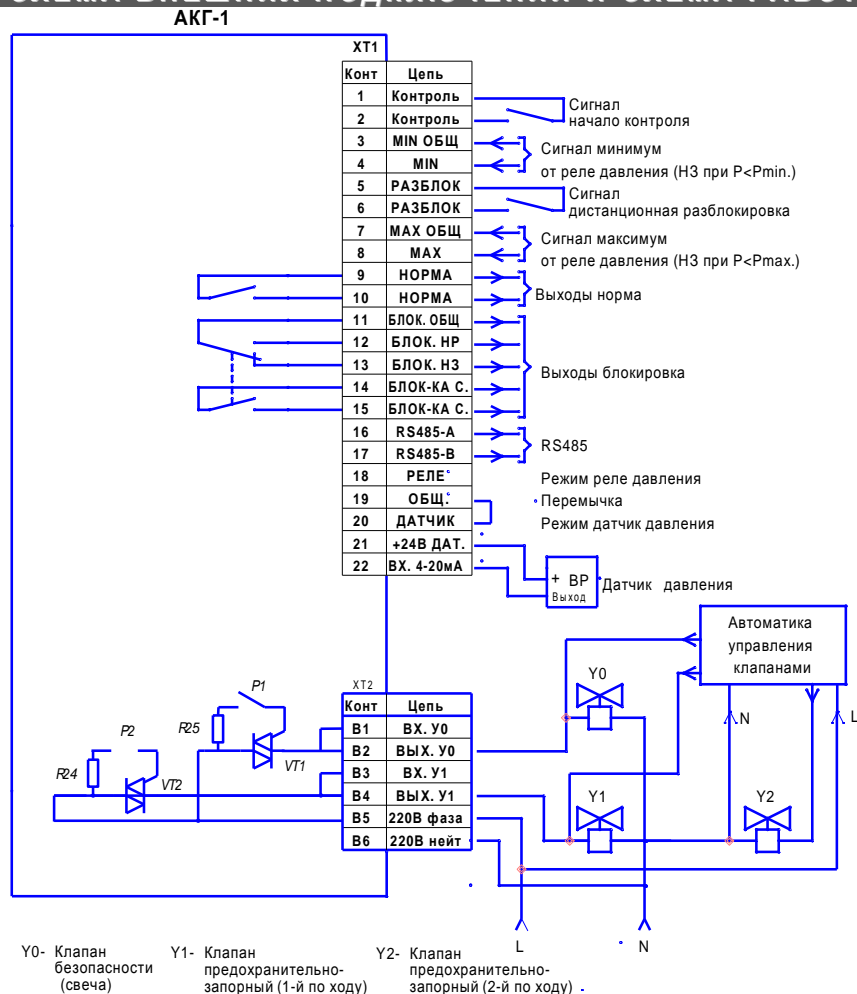 АКГ-1
XT1
Конт Цепь
1 Контроль
2 Контроль
3 MIN ОБЩ
4 MIN
5 РАЗБЛОК
6 РАЗБЛОК
7 MAX ОБЩ
8 MAX
9 НОРМА
10 НОРМА
11 БЛОК. ОБЩ
12 БЛОК. НР
13 БЛОК. НЗ
14 БЛОК-КА С.
15 БЛОК-КА С.
16 RS485-A
17 RS485-B
18 РЕЛЕ
19 ОБЩ.
20 ДАТЧИК
21 +24В ДАТ.
22 ВХ. 4-20мА
Сигнал
начало контроля
Сигнал минимум
от реле давления (НЗ при P<Pmin.)
Сигнал
дистанционная разблокировка
Сигнал максимум
от реле давления (НЗ при P<Pmax.)
Выходы норма
Выходы блокировка
RS485
Режим реле давления
Перемычка
Режим датчик давления
+ BP
Выход
Датчик давления
Автоматика
управления
клапанами
Y0
N
L
Y1
Y2
XT2
Конт Цепь
B1 ВХ. У0
B2 ВЫХ. У0
B3 ВХ. У1
B4 ВЫХ. У1
B5 220В фаза
B6 220В нейт
P1
R25
VT1
P2
R24
VT2
L
N
Y0- Клапан
безопасности
(свеча)
Y1- Клапан
предохранительно-
запорный (1-й по ходу)
Y2- Клапан
предохранительно-
запорный (2-й по ходу)